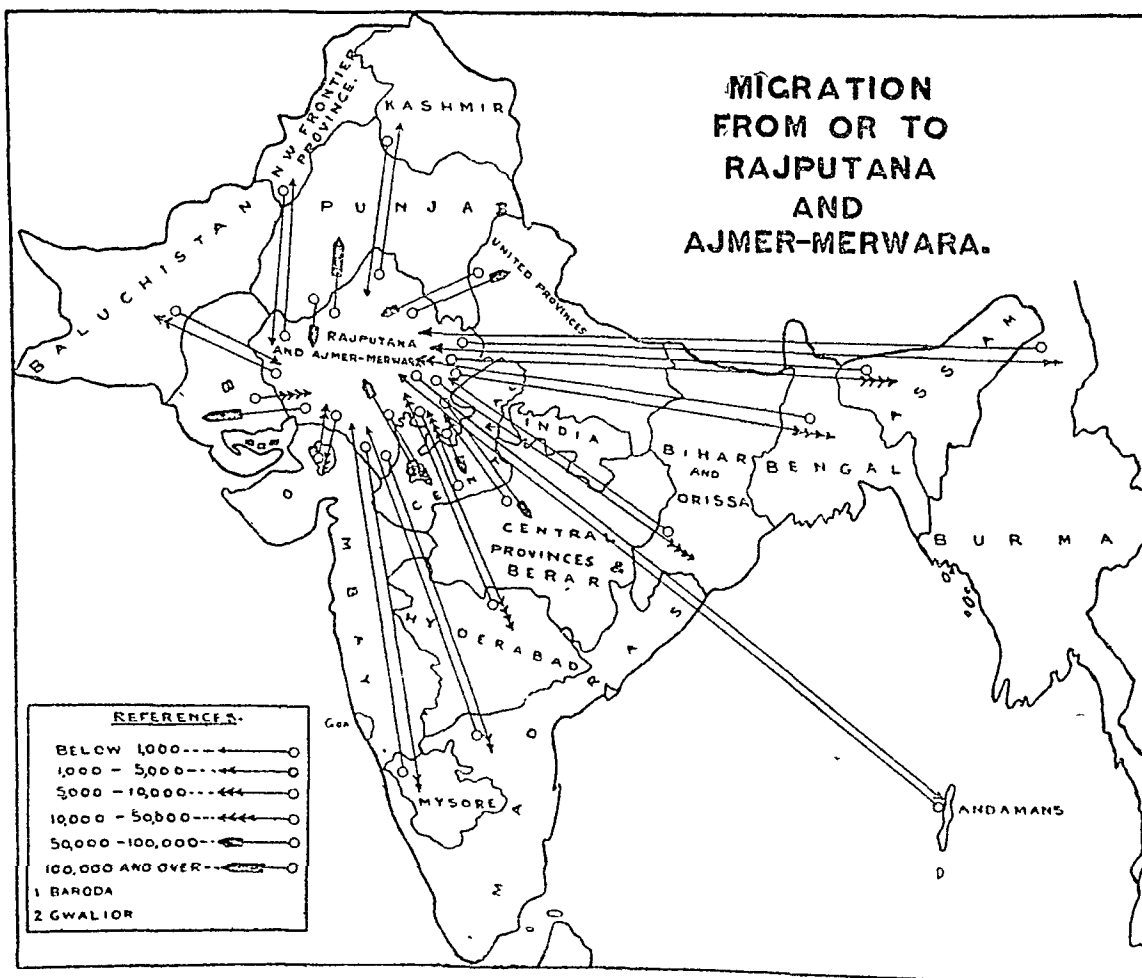 MIGRATION
FROM OR TO
RAJPUTANA
AND
AJMER-MERWARA.
N W FRONTIER
PROVINCE.
KASHMIR
PUNJAB
BALUCHISTAN
UNITED PROVINCES
RAJPUTANA
AND AJMER-MERWARA
ASSAM
INDIA
BIHAR
AND
ORISSA
BENGAL
CENTRAL
PROVINCES &
BERAR
BURMA
HYDERABAD
GOA
MYSORE
ANDAMANS
REFERENCES.
BELOW 1,000
1,000 - 5,000
5,000 - 10,000
10,000 - 50,000
50,000 - 100,000
100,000 AND OVER
1 BARODA
2 GWALIOR